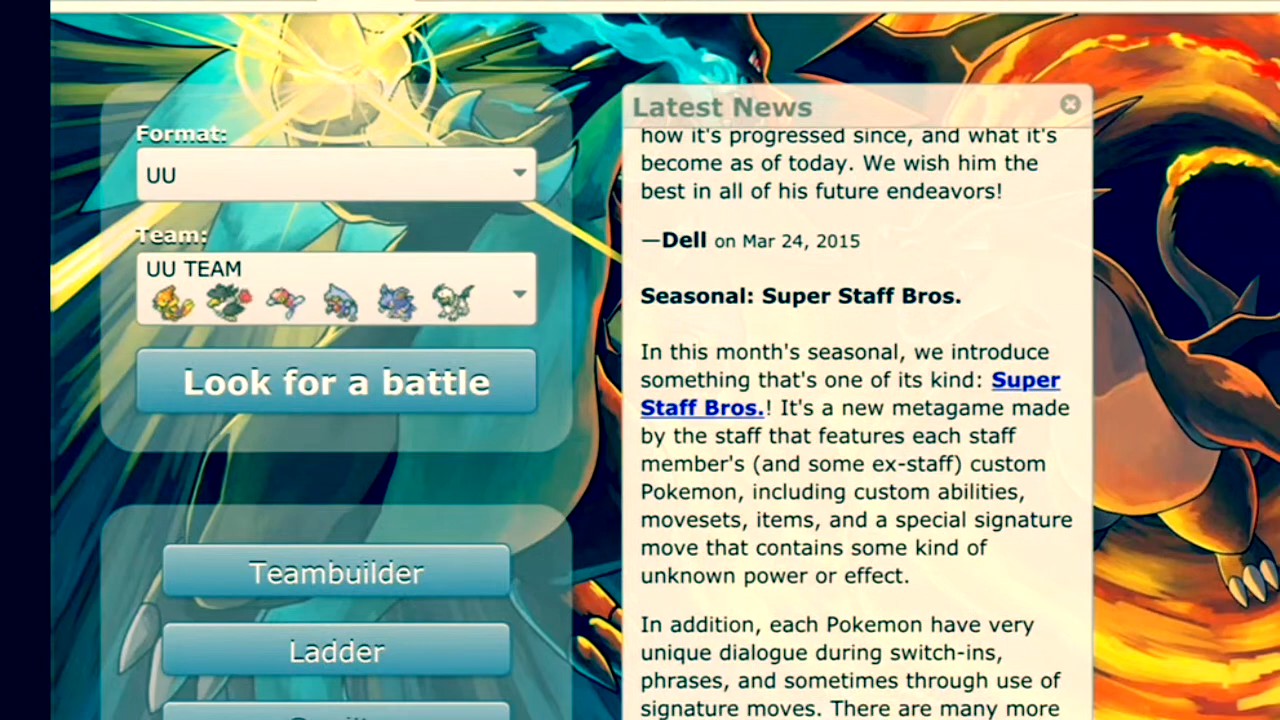 Format:
UU
Team:
UU TEAM
Look for a battle
Teambuilder
Ladder
Latest News
how it's progressed since, and what it's
become as of today. We wish him the
best in all of his future endeavors!
—Dell on Mar 24, 2015
Seasonal: Super Staff Bros.
In this month's seasonal, we introduce
something that's one of its kind: Super
Staff Bros.! It's a new metagame made
by the staff that features each staff
member's (and some ex-staff) custom
Pokemon, including custom abilities,
movesets, items, and a special signature
move that contains some kind of
unknown power or effect.
In addition, each Pokemon have very
unique dialogue during switch-ins,
phrases, and sometimes through use of
signature moves. There are many more